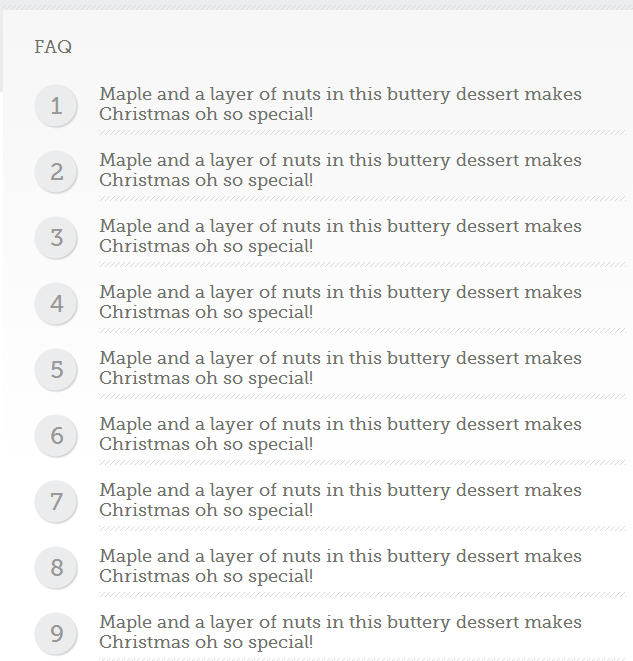 FAQ
1
Maple and a layer of nuts in this buttery dessert makes
Christmas oh so special!
2
Maple and a layer of nuts in this buttery dessert makes
Christmas oh so special!
3
Maple and a layer of nuts in this buttery dessert makes
Christmas oh so special!
4
Maple and a layer of nuts in this buttery dessert makes
Christmas oh so special!
5
Maple and a layer of nuts in this buttery dessert makes
Christmas oh so special!
6
Maple and a layer of nuts in this buttery dessert makes
Christmas oh so special!
7
Maple and a layer of nuts in this buttery dessert makes
Christmas oh so special!
8
Maple and a layer of nuts in this buttery dessert makes
Christmas oh so special!
9
Maple and a layer of nuts in this buttery dessert makes
Christmas oh so special!